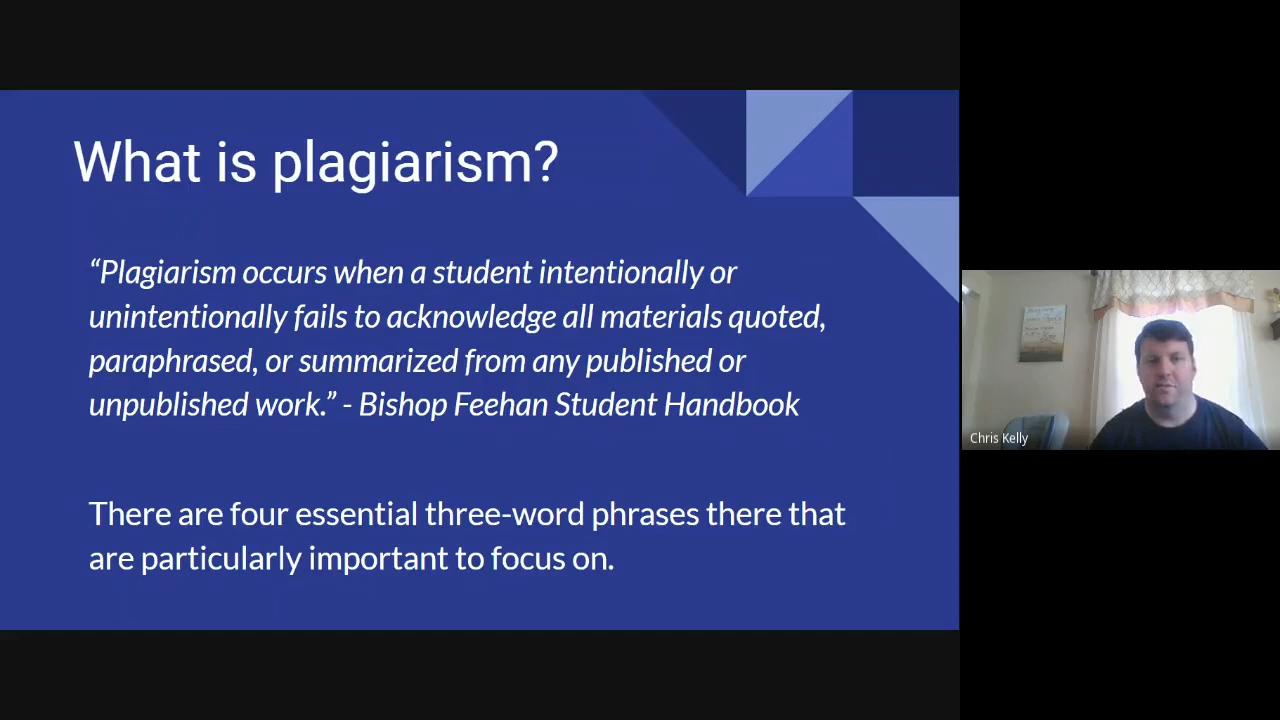 What is plagiarism?
“Plagiarism occurs when a student intentionally or
unintentionally fails to acknowledge all materials quoted,
paraphrased, or summarized from any published or
unpublished work.” - Bishop Feehan Student Handbook
There are four essential three-word phrases there that
are particularly important to focus on.
Chris Kelly